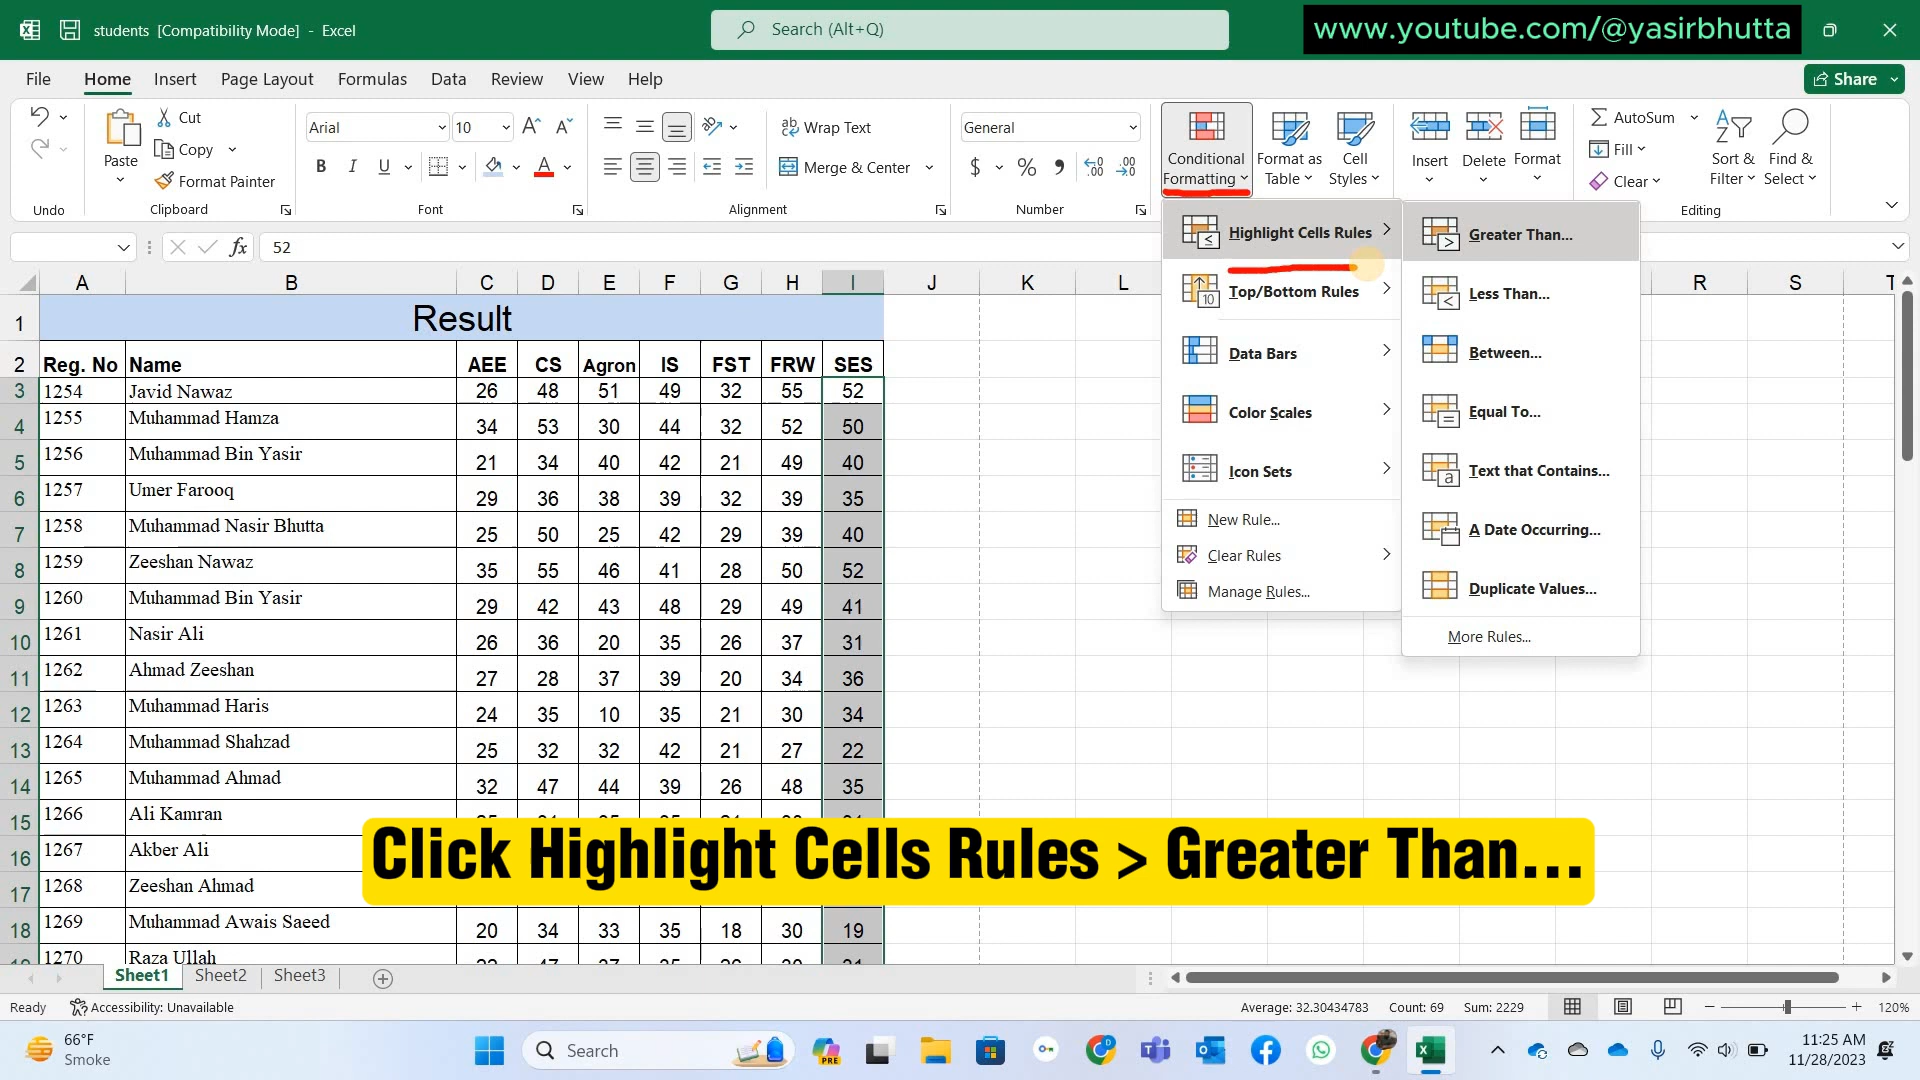 students [Compatibility Mode] - Excel
Search (Alt+Q)
www.youtube.com/@yasirbhutta
File Home Insert Page Layout Formulas Data Review View Help
Share
Paste
Cut
Copy
Format Painter
Arial 10
B I U
Wrap Text
Merge & Center
General
Conditional Formatting
Format as Table
Cell Styles
Insert
Delete
Format
AutoSum
Fill
Clear
Sort & Filter
Find & Select
Undo Clipboard Font Alignment Number Editing
fx 52
Highlight Cells Rules
Top/Bottom Rules
Data Bars
Color Scales
Icon Sets
New Rule...
Clear Rules
Manage Rules...
Greater Than...
Less Than...
Between...
Equal To...
Text that Contains...
A Date Occurring...
Duplicate Values...
More Rules...
A B C D E F G H I J K L R S T
1 Result
2 Reg. No Name AEE CS Agron IS FST FRW SES
3 1254 Javid Nawaz 26 48 51 49 32 55 52
4 1255 Muhammad Hamza 34 53 30 44 32 52 50
5 1256 Muhammad Bin Yasir 21 34 40 42 21 49 40
6 1257 Umer Farooq 29 36 38 39 32 39 35
7 1258 Muhammad Nasir Bhutta 25 50 25 42 29 39 40
8 1259 Zeeshan Nawaz 35 55 46 41 28 50 52
9 1260 Muhammad Bin Yasir 29 42 43 48 29 49 41
10 1261 Nasir Ali 26 36 20 35 26 37 31
11 1262 Ahmad Zeeshan 27 28 37 39 20 34 36
12 1263 Muhammad Haris 24 35 10 35 21 30 34
13 1264 Muhammad Shahzad 25 32 32 42 21 27 22
14 1265 Muhammad Ahmad 32 47 44 39 26 48 35
15 1266 Ali Kamran
16 1267 Akber Ali
17 1268 Zeeshan Ahmad
Click Highlight Cells Rules > Greater Than...
18 1269 Muhammad Awais Saeed 20 34 33 35 18 30 19
1270 Raza Ullah
Sheet1 Sheet2 Sheet3
Ready Accessibility: Unavailable
Average: 32.30434783 Count: 69 Sum: 2229
120%
66°F
Smoke
Search
PRE
11:25 AM
11/28/2023